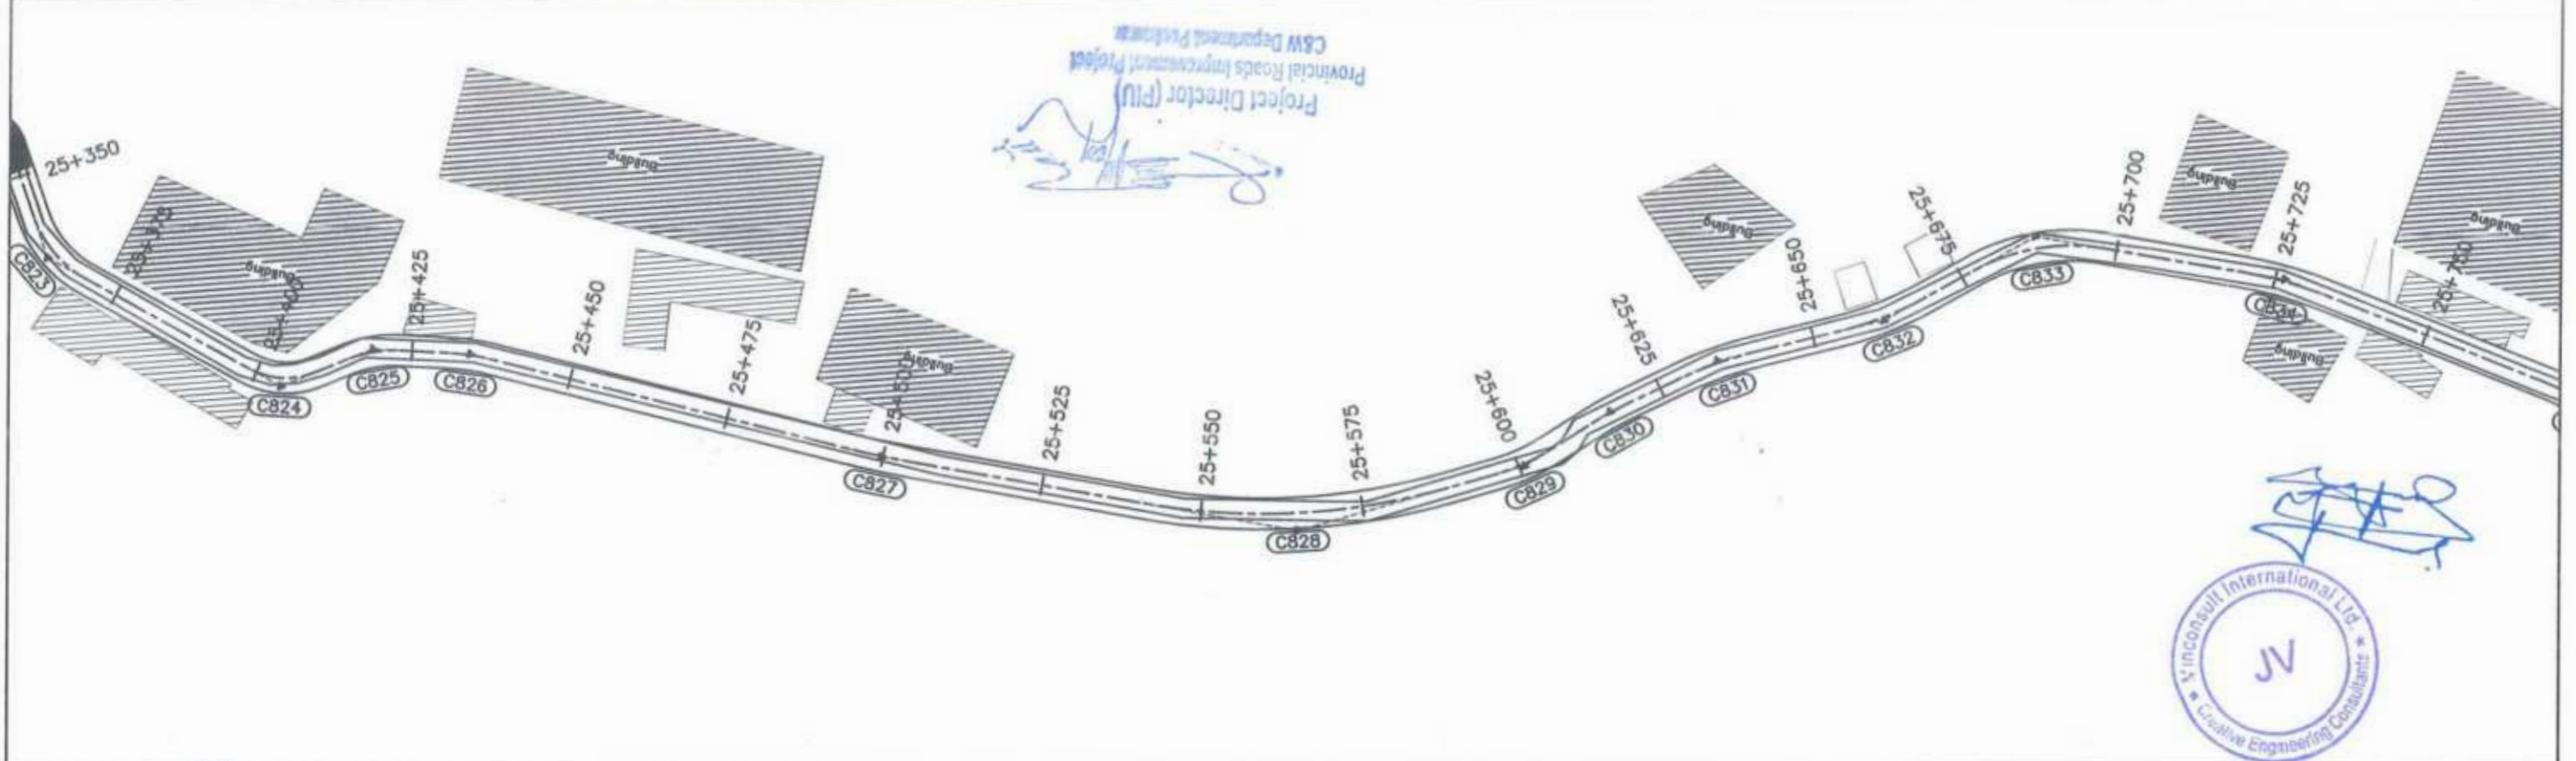 Project Director (PIU)
Provincial Roads Improvement Project
C&W Department Peshawar
25+350
25+375
25+400
25+425
25+450
25+475
25+500
25+525
25+550
25+575
25+600
25+625
25+650
25+675
25+700
25+725
25+750
Building
Building
Building
Building
Building
Building
Building
C823
C824
C825
C826
C827
C828
C829
C830
C831
C832
C833
C834
International Ltd.
JV
Creative Engineering Consultants